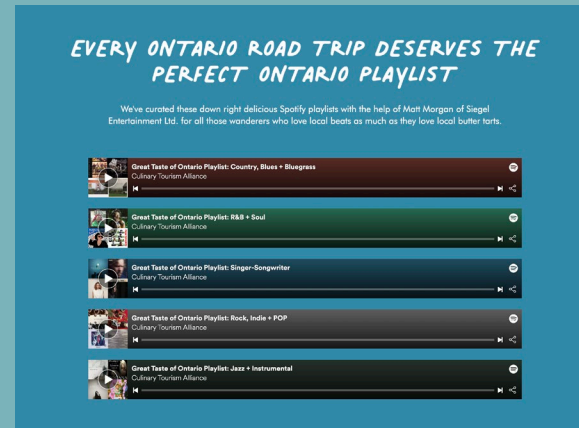 EVERY ONTARIO ROAD TRIP DESERVES THE
PERFECT ONTARIO PLAYLIST
We've curated these down right delicious Spotify playlists with the help of Matt Morgan of Siegel
Entertainment Ltd. for all those wanderers who love local beats as much as they love local butter tarts.
Great Taste of Ontario Playlist: Country, Blues + Bluegrass
Culinary Tourism Alliance
Great Taste of Ontario Playlist: R&B + Soul
Culinary Tourism Alliance
Great Taste of Ontario Playlist: Singer-Songwriter
Culinary Tourism Alliance
Great Taste of Ontario Playlist: Rock, Indie + POP
Culinary Tourism Alliance
Great Taste of Ontario Playlist: Jazz + Instrumental
Culinary Tourism Alliance